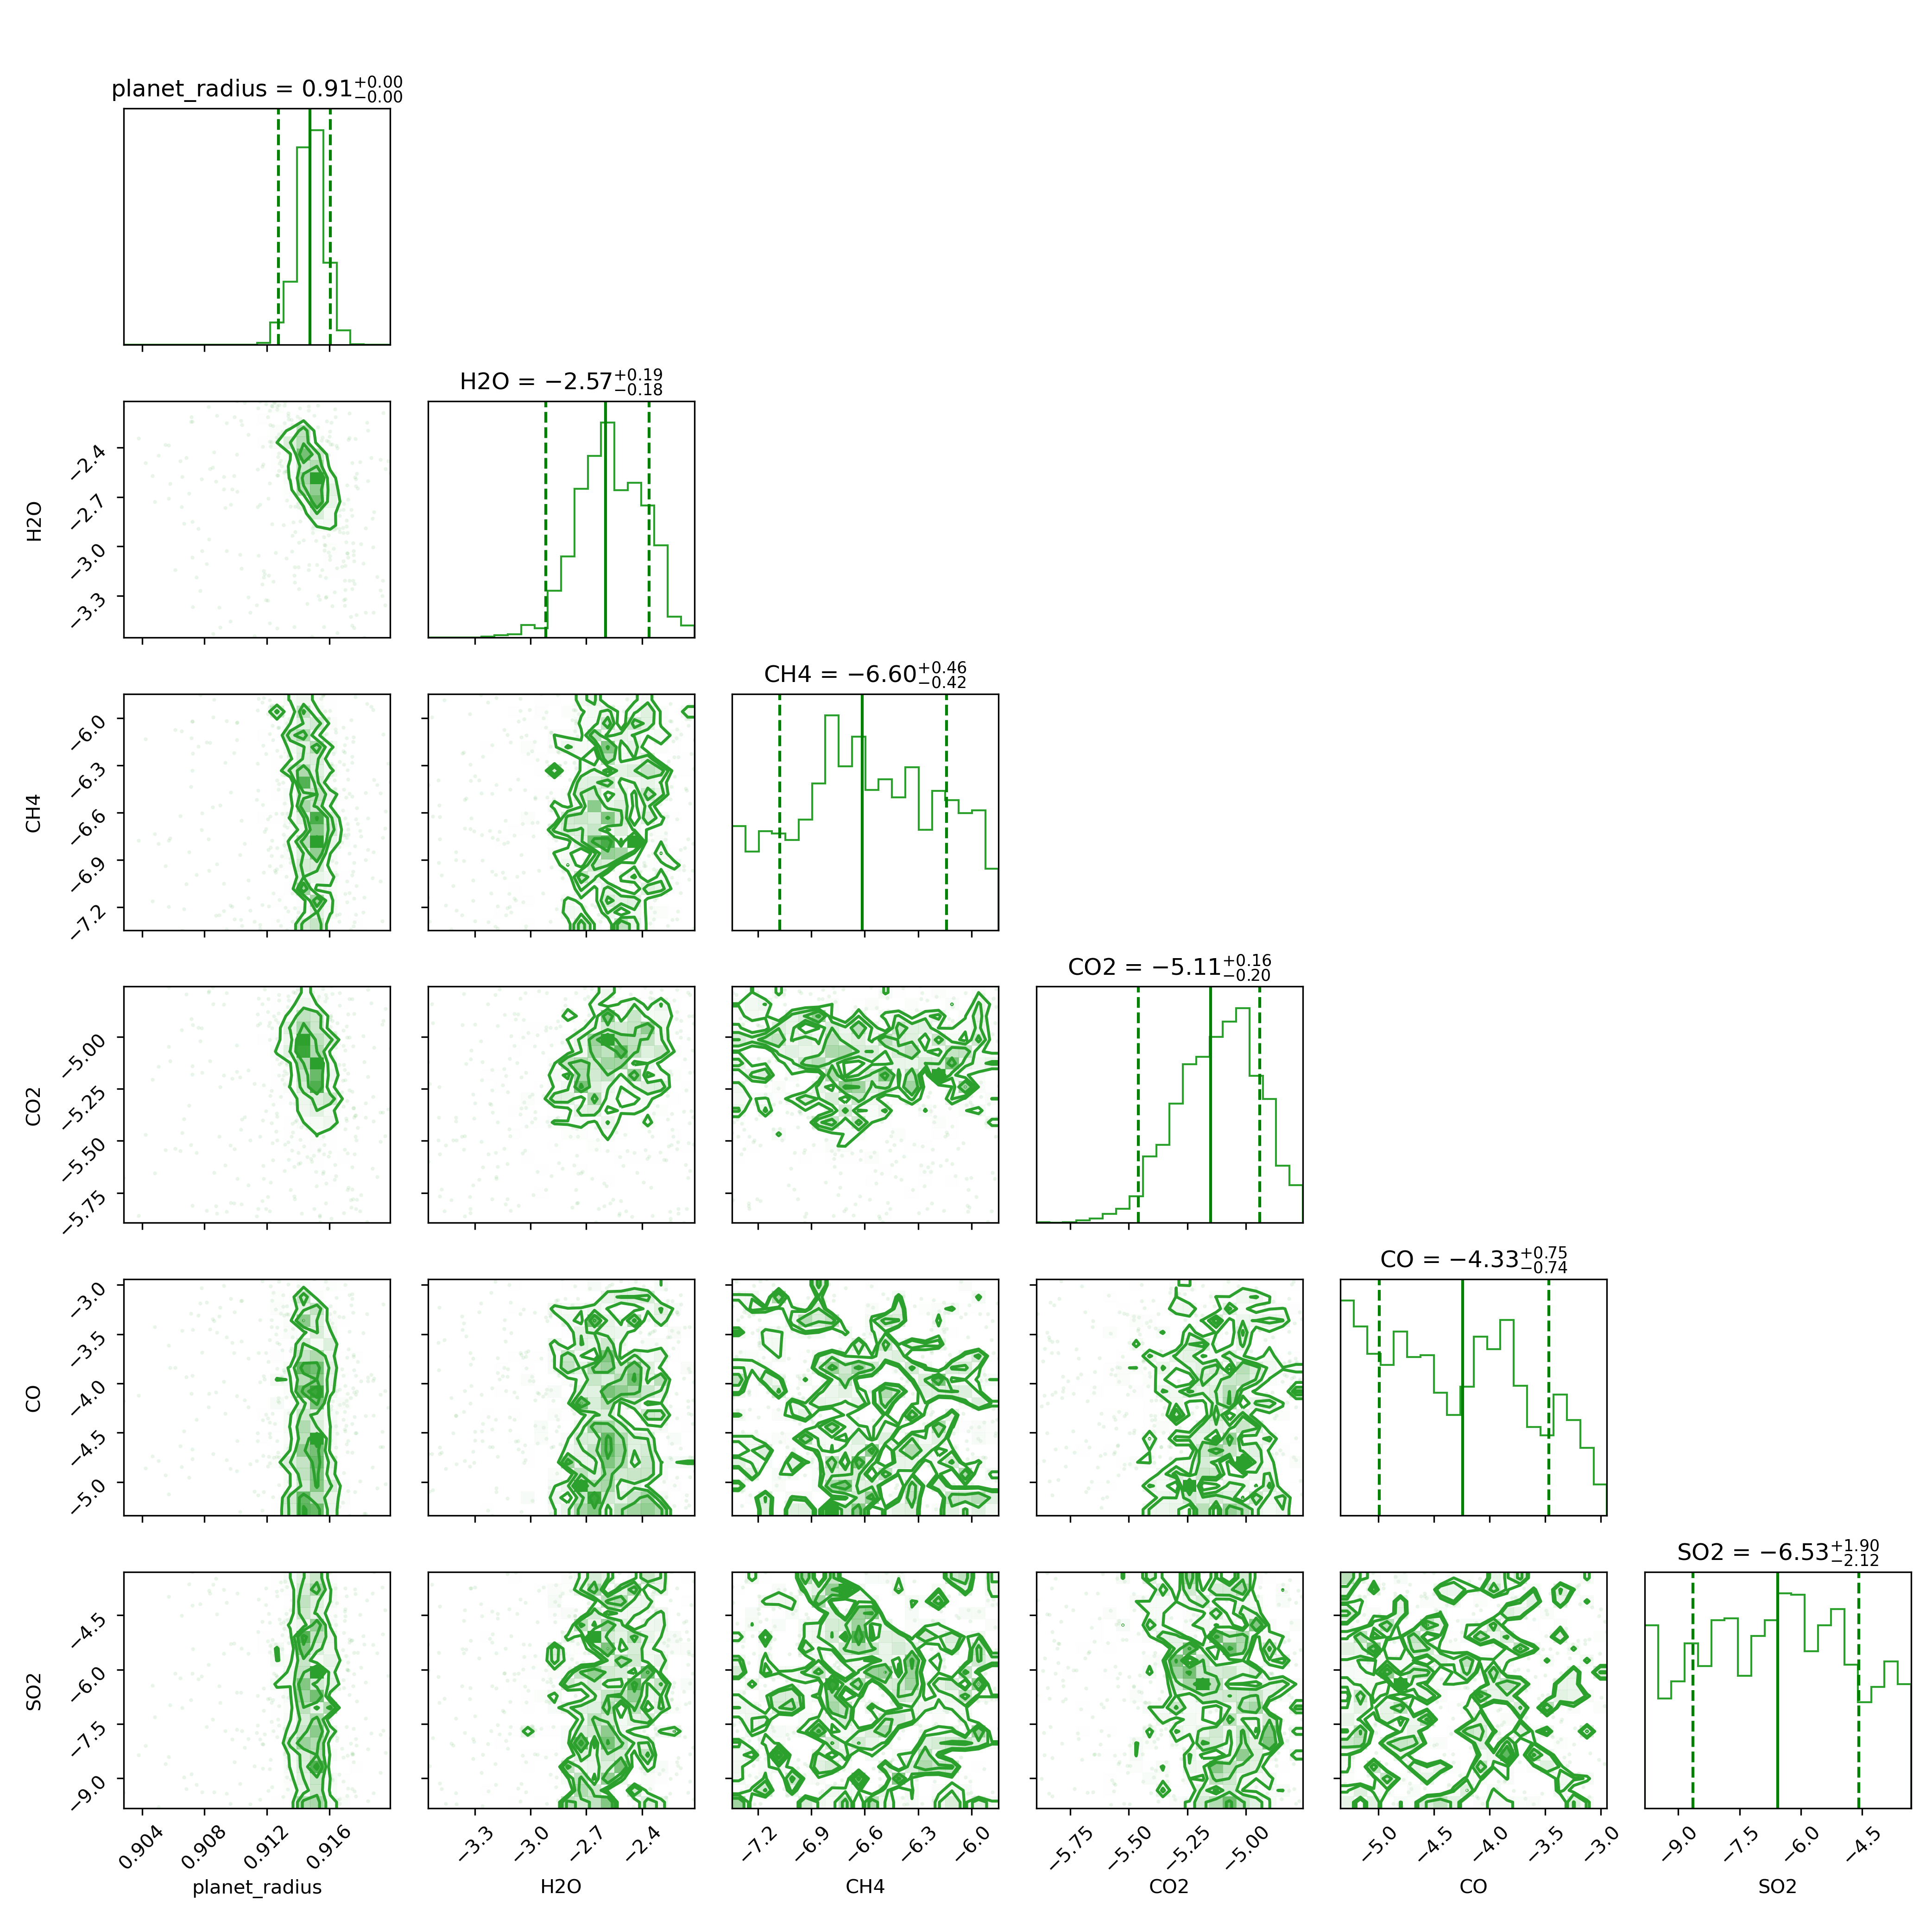 planet_radius = 0.91 +0.00 −0.00
H2O = −2.57 +0.19 −0.18
H2O
−2.4
−2.7
−3.0
−3.3
CH4 = −6.60 +0.46 −0.42
CH4
−6.0
−6.3
−6.6
−6.9
−7.2
CO2 = −5.11 +0.16 −0.20
CO2
−5.00
−5.25
−5.50
−5.75
CO = −4.33 +0.75 −0.74
CO
−3.0
−3.5
−4.0
−4.5
−5.0
SO2 = −6.53 +1.90 −2.12
SO2
−4.5
−6.0
−7.5
−9.0
0.904 0.908 0.912 0.916 −3.3 −3.0 −2.7 −2.4 −7.2 −6.9 −6.6 −6.3 −6.0 −5.75 −5.50 −5.25 −5.00 −5.0 −4.5 −4.0 −3.5 −3.0 −9.0 −7.5 −6.0 −4.5
planet_radius H2O CH4 CO2 CO SO2